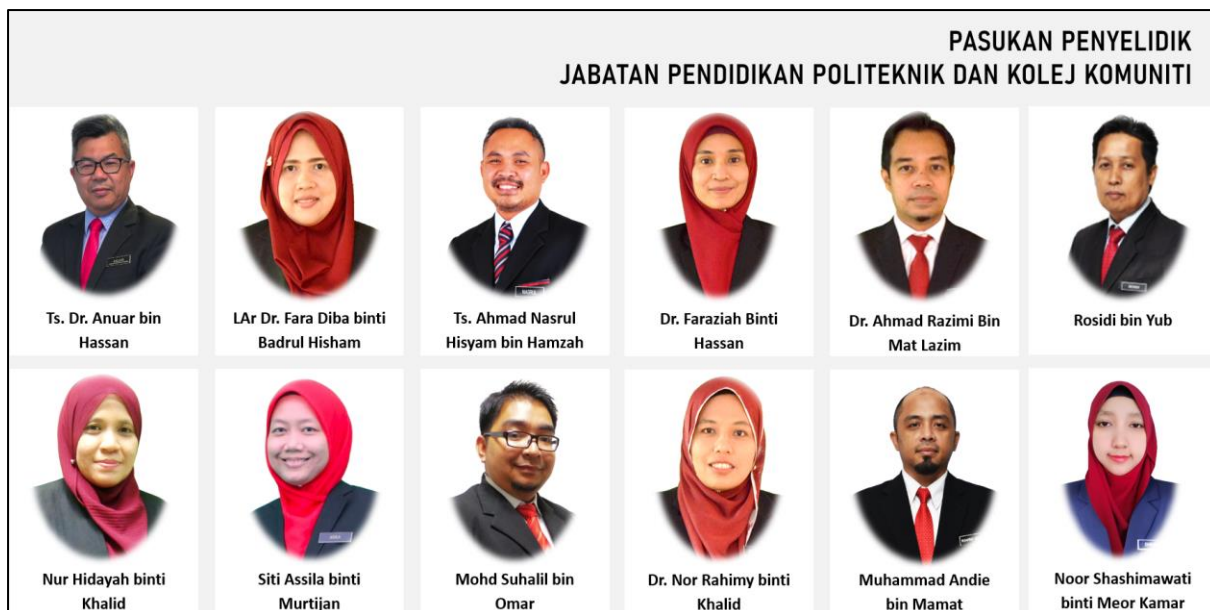 PASUKAN PENYELIDIK
JABATAN PENDIDIKAN POLITEKNIK DAN KOLEJ KOMUNITI
Ts. Dr. Anuar bin
Hassan
LAr Dr. Fara Diba binti
Badrul Hisham
Ts. Ahmad Nasrul
Hisyam bin Hamzah
Dr. Faraziah Binti
Hassan
Dr. Ahmad Razimi Bin
Mat Lazim
Rosidi bin Yub
Nur Hidayah binti
Khalid
Siti Assila binti
Murtijan
Mohd Suhalil bin
Omar
Dr. Nor Rahimy binti
Khalid
Muhammad Andie
bin Mamat
Noor Shashimawati
binti Meor Kamar